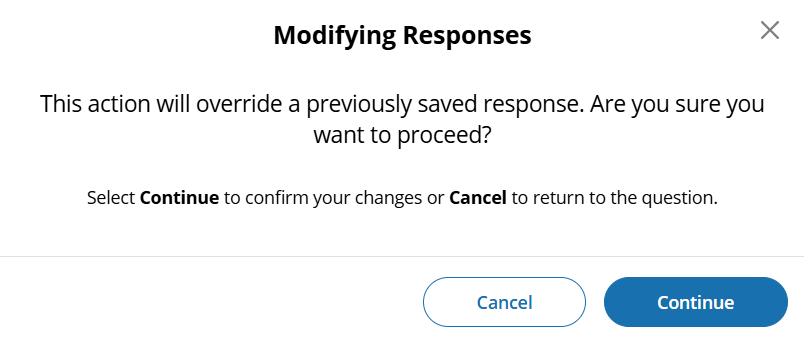 Modifying Responses
This action will override a previously saved response. Are you sure you
want to proceed?
Select Continue to confirm your changes or Cancel to return to the question.
Cancel
Continue